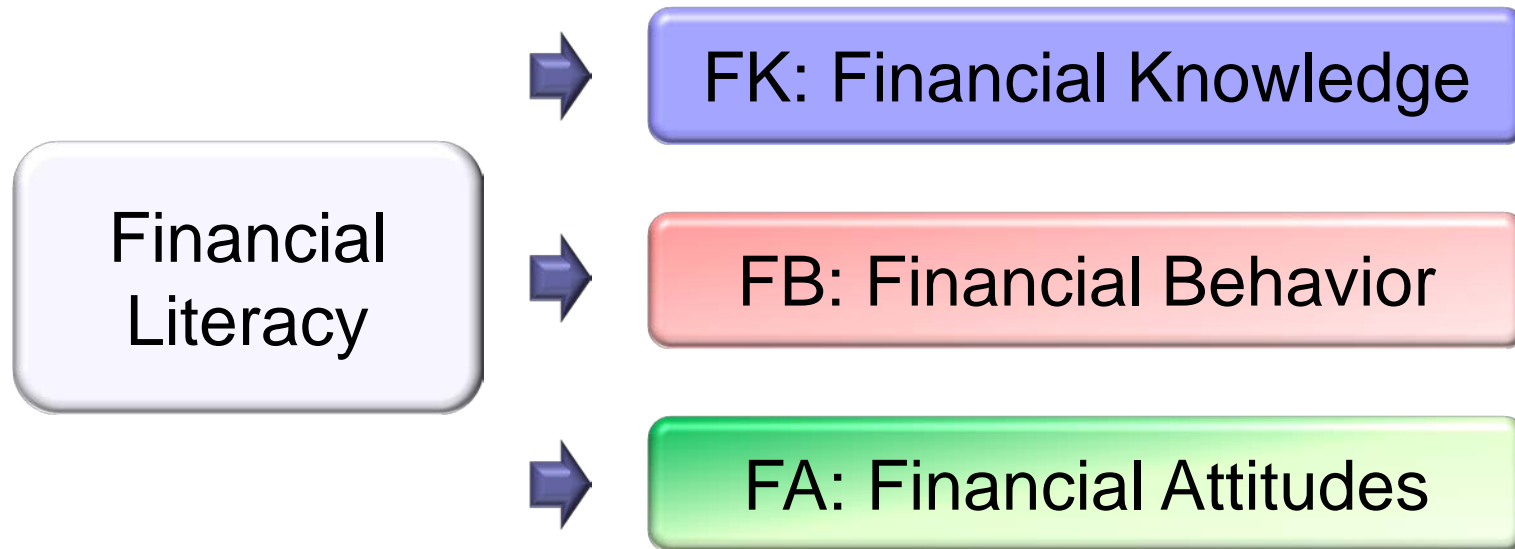 FK: Financial Knowledge
Financial
Literacy
FB: Financial Behavior
FA: Financial Attitudes